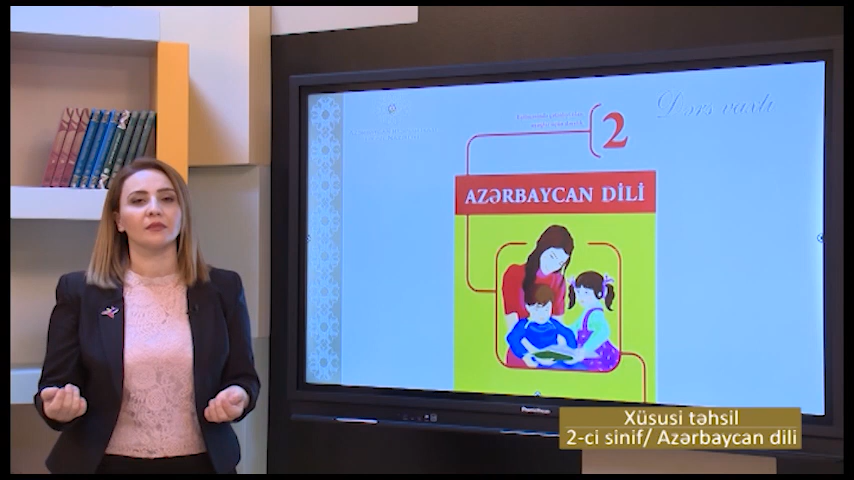 Dərs vaxtı
2
AZƏRBAYCAN DİLİ
Xüsusi təhsil
2-ci sinif/ Azərbaycan dili